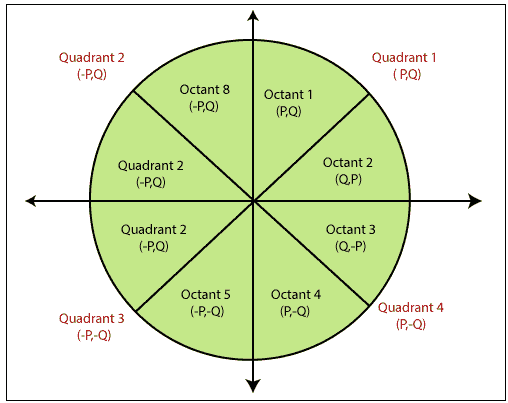 Quadrant 2
(-P,Q)
Quadrant 1
( P,Q)
Octant 8
(-P,Q)
Octant 1
(P,Q)
Quadrant 2
(-P,Q)
Octant 2
(Q,P)
Quadrant 2
(-P,Q)
Octant 3
(Q,-P)
Octant 5
(-P,-Q)
Octant 4
(P,-Q)
Quadrant 3
(-P,-Q)
Quadrant 4
(P,-Q)